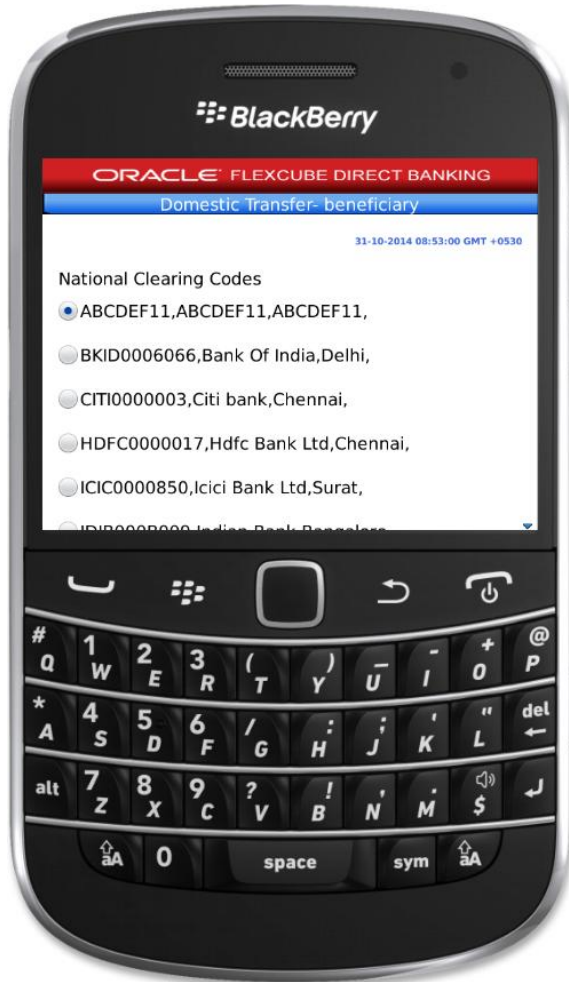 BlackBerry
ORACLE FLEXCUBE DIRECT BANKING
Domestic Transfer- beneficiary
31-10-2014 08:53:00 GMT +0530
National Clearing Codes
ABCDEF11,ABCDEF11,ABCDEF11,
BKID0006066,Bank Of India,Delhi,
CITI0000003,Citi bank,Chennai,
HDFC0000017,Hdfc Bank Ltd,Chennai,
ICIC0000850,Icici Bank Ltd,Surat,
# 1 2 3 ( ) _ - + @
Q W E R T Y U I O P
* 4 5 6 / : ; ' " del
A S D F G H J K L
alt 7 8 9 ? ! , .
Z X C V B N M $
aA 0 space sym aA